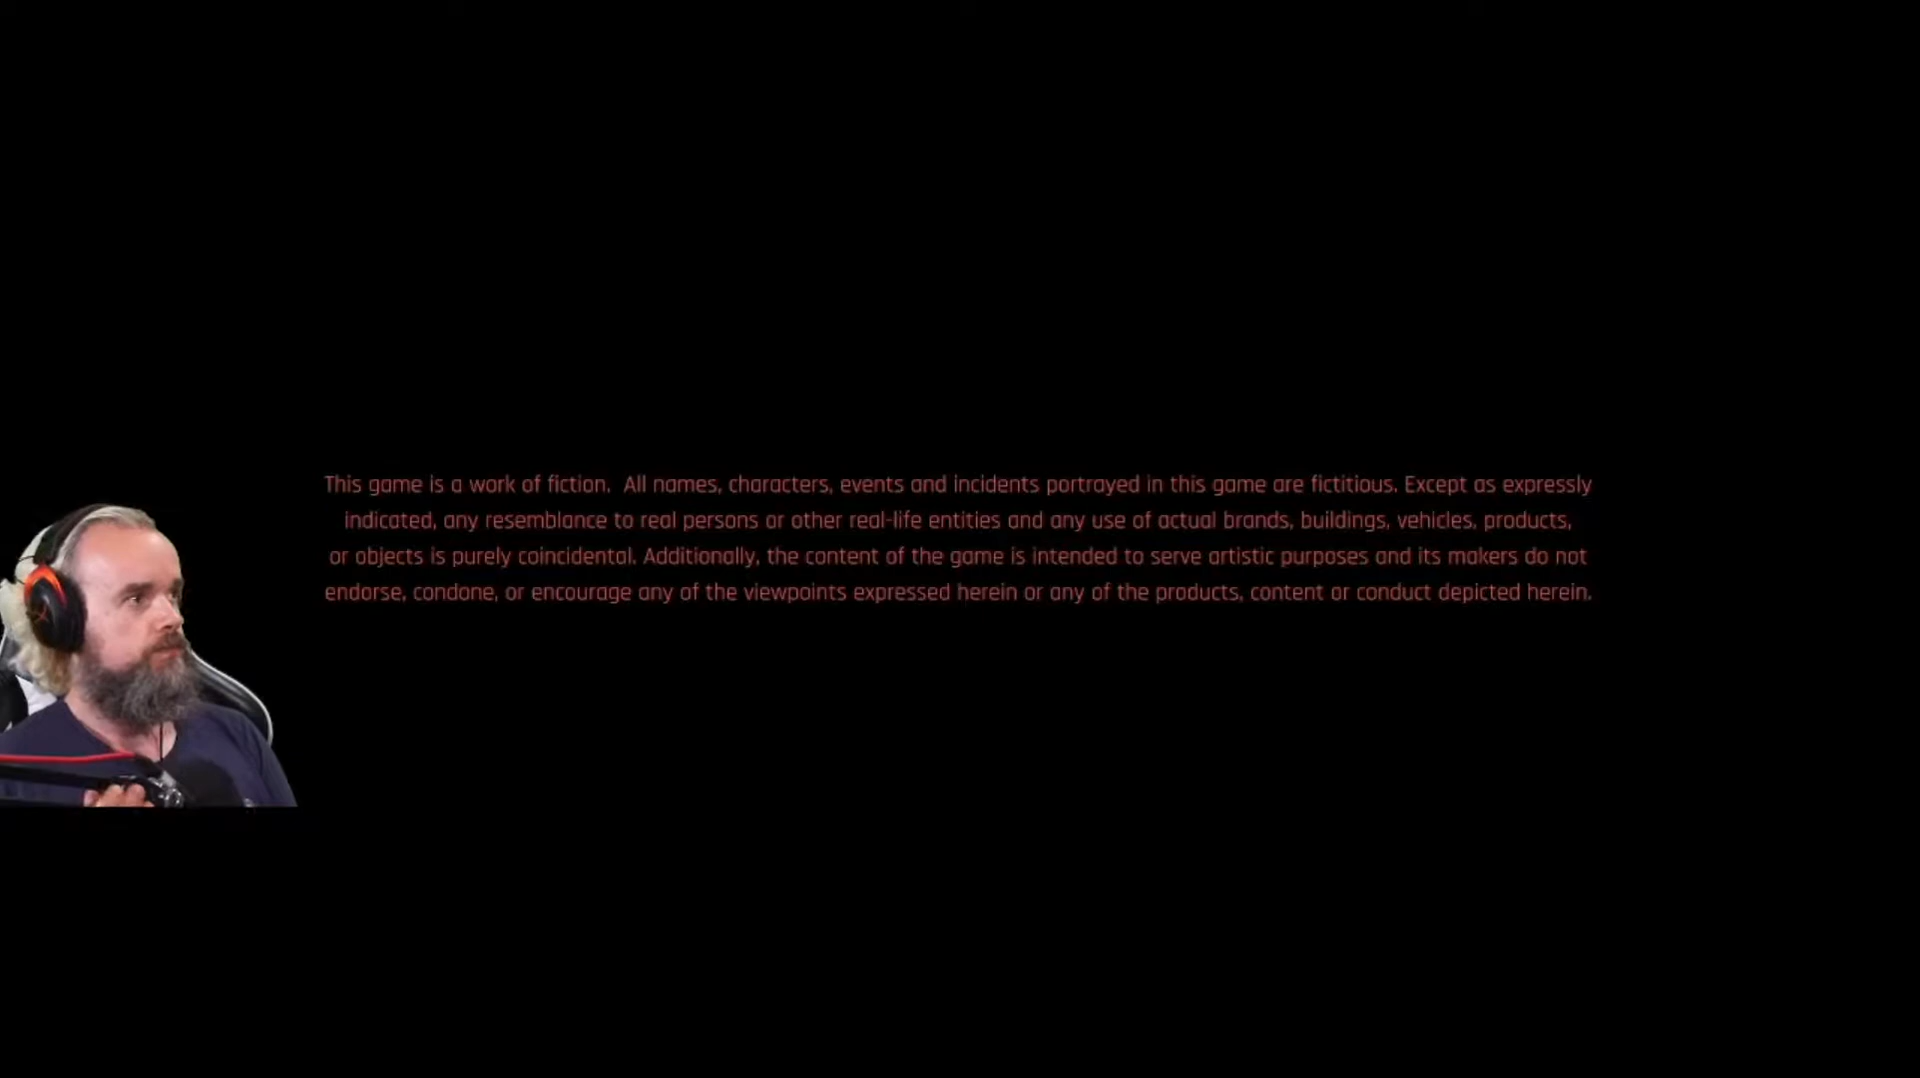 This game is a work of fiction.  All names, characters, events and incidents portrayed in this game are fictitious. Except as expressly
indicated, any resemblance to real persons or other real-life entities and any use of actual brands, buildings, vehicles, products,
or objects is purely coincidental. Additionally, the content of the game is intended to serve artistic purposes and its makers do not
endorse, condone, or encourage any of the viewpoints expressed herein or any of the products, content or conduct depicted herein.